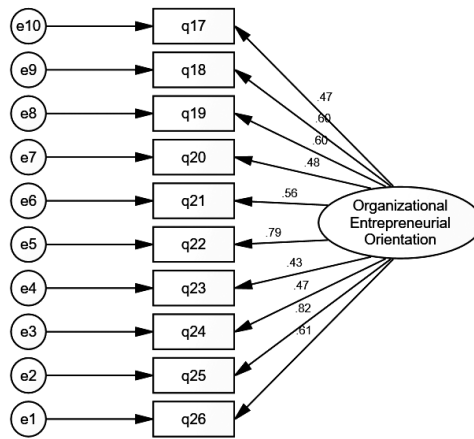 e10 q17
.47
e9 q18
.60
e8 q19
.60
e7 q20
.48
e6 q21
.56
Organizational
Entrepreneurial
Orientation
e5 q22
.79
e4 q23
.43
e3 q24
.47
.82
.61
e2 q25
e1 q26